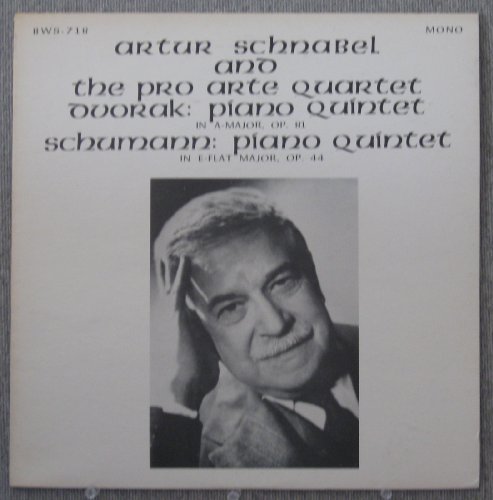 BWS-718
MONO
Artur Schnabel
and
the Pro Arte Quartet
Dvorak: Piano Quintet
IN A-MAJOR, OP. 81
Schumann: Piano Quintet
IN E-FLAT MAJOR, OP. 44